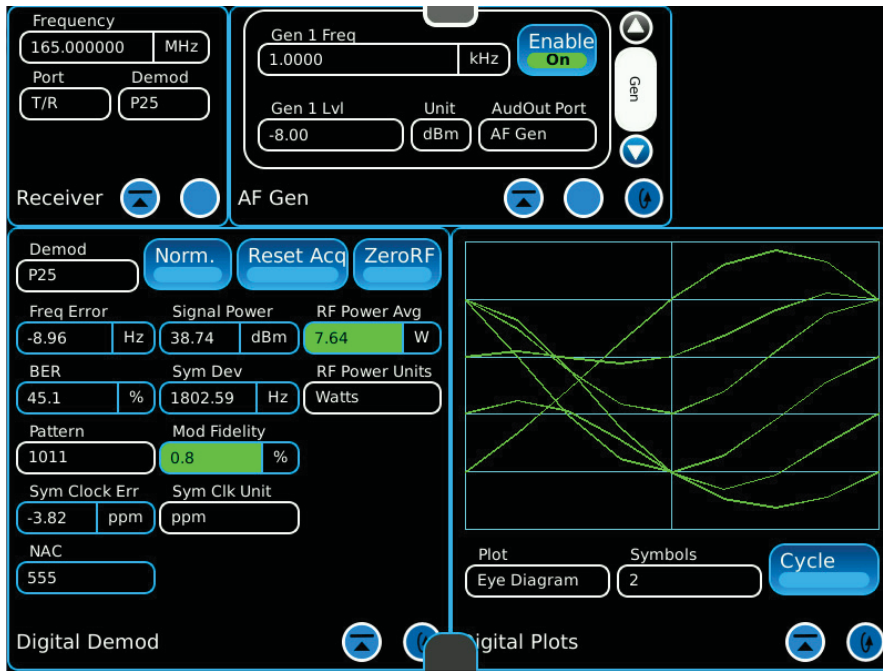 Frequency
165.000000 MHz
Port Demod
T/R P25
Receiver
Gen 1 Freq
1.0000 kHz
Enable
On
Gen 1 Lvl Unit AudOut Port
-8.00 dBm AF Gen
Gen
AF Gen
Demod
P25
Norm. Reset Acq ZeroRF
Freq Error Signal Power RF Power Avg
-8.96 Hz 38.74 dBm 7.64 W
BER Sym Dev RF Power Units
45.1 % 1802.59 Hz Watts
Pattern Mod Fidelity
1011 0.8 %
Sym Clock Err Sym Clk Unit
-3.82 ppm ppm
NAC
555
Digital Demod
Plot Symbols
Eye Diagram 2
Cycle
igital Plots